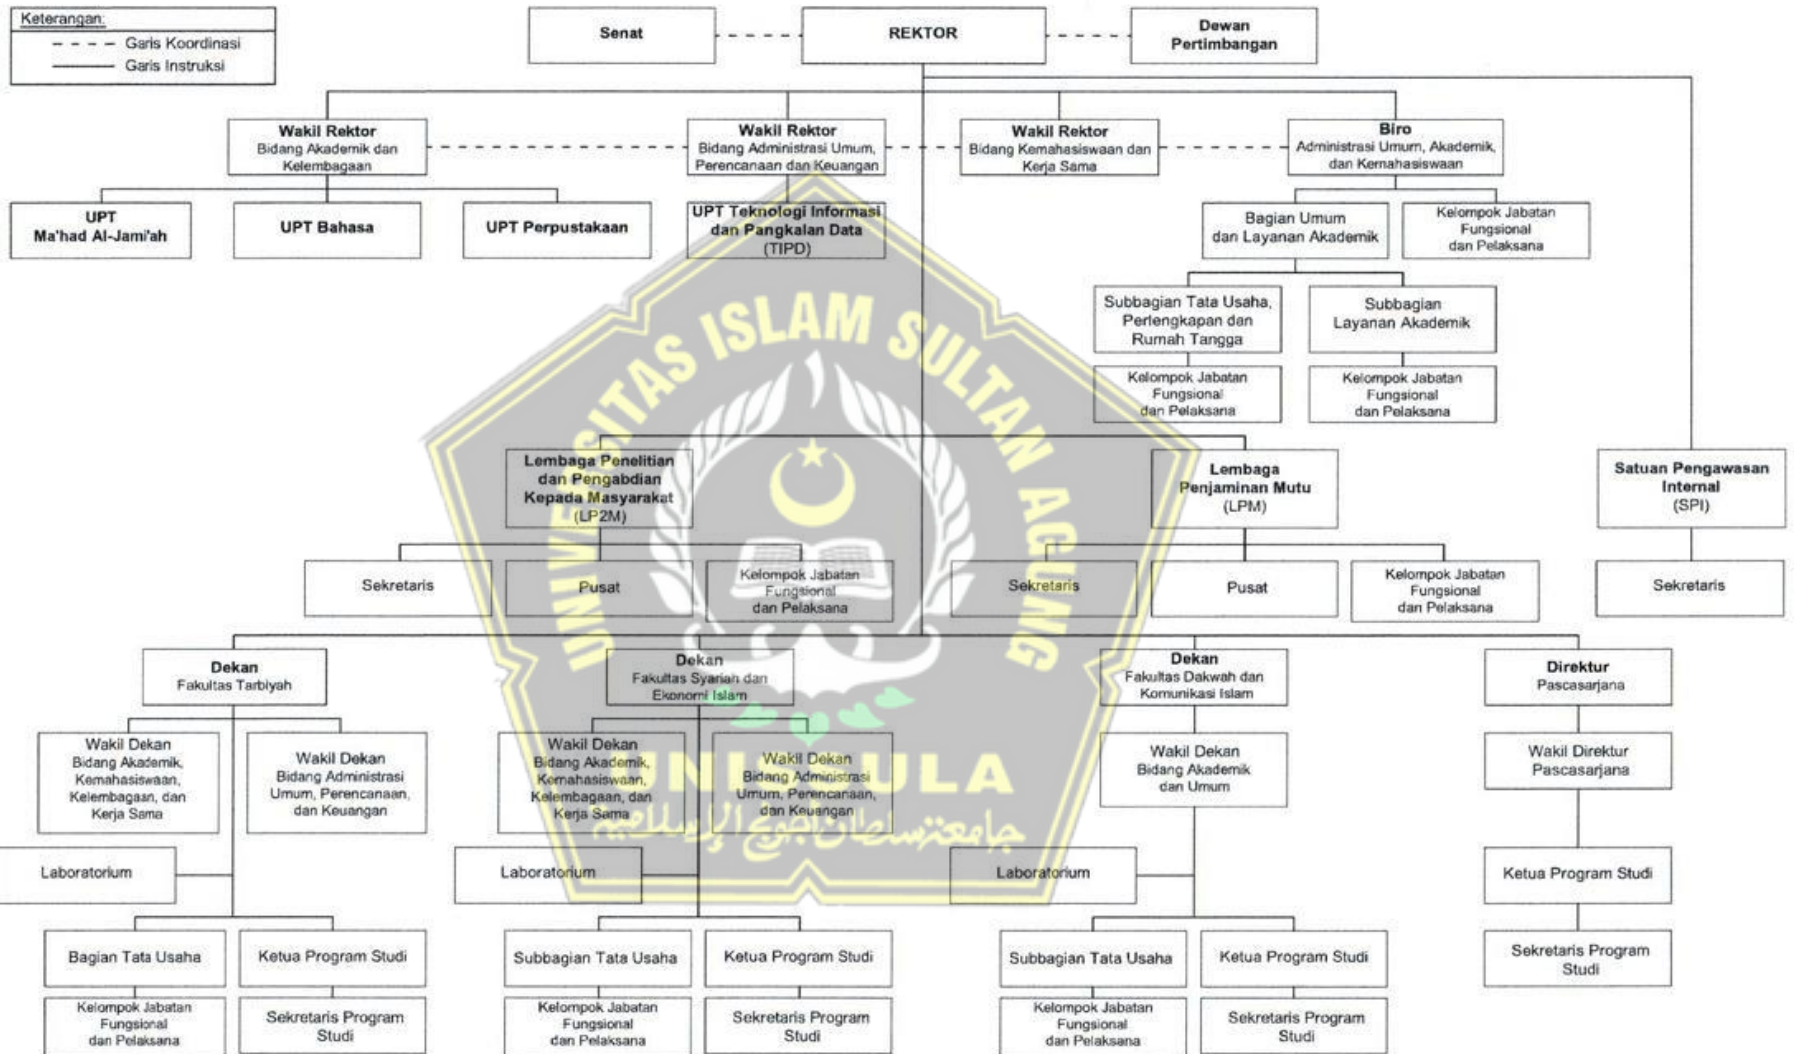 Keterangan:
Garis Koordinasi
Garis Instruksi
Senat
REKTOR
Dewan
Pertimbangan
Wakil Rektor
Bidang Akademik dan
Kelembagaan
Wakil Rektor
Bidang Administrasi Umum,
Perencanaan dan Keuangan
Wakil Rektor
Bidang Kemahasiswaan dan
Kerja Sama
Biro
Administrasi Umum, Akademik,
dan Kemahasiswaan
UPT
Ma'had Al-Jami'ah
UPT Bahasa
UPT Perpustakaan
UPT Teknologi Informasi
dan Pangkalan Data
(TIPD)
Bagian Umum
dan Layanan Akademik
Kelompok Jabatan
Fungsional
dan Pelaksana
Subbagian Tata Usaha,
Perlengkapan dan
Rumah Tangga
Subbagian
Layanan Akademik
Kelompok Jabatan
Fungsional
dan Pelaksana
Kelompok Jabatan
Fungsional
dan Pelaksana
UNIVERSITAS ISLAM SULTAN AGUNG
Lembaga Penelitian
dan Pengabdian
Kepada Masyarakat
(LP2M)
Lembaga
Penjaminan Mutu
(LPM)
Satuan Pengawasan
Internal
(SPI)
Sekretaris
Pusat
Kelompok Jabatan
Fungsional
dan Pelaksana
Sekretaris
Pusat
Kelompok Jabatan
Fungsional
dan Pelaksana
Sekretaris
Dekan
Fakultas Tarbiyah
Dekan
Fakultas Syariah dan
Ekonomi Islam
Dekan
Fakultas Dakwah dan
Komunikasi Islam
Direktur
Pascasarjana
Wakil Dekan
Bidang Akademik,
Kemahasiswaan,
Kelembagaan, dan
Kerja Sama
Wakil Dekan
Bidang Administrasi
Umum, Perencanaan,
dan Keuangan
Wakil Dekan
Bidang Akademik,
Kemahasiswaan,
Kelembagaan, dan
Kerja Sama
Wakil Dekan
Bidang Administrasi
Umum, Perencanaan,
dan Keuangan
Wakil Dekan
Bidang Akademik
dan Umum
Wakil Direktur
Pascasarjana
UNISSULA
جامعة سلطان أجونج الإسلامية
Laboratorium
Laboratorium
Laboratorium
Ketua Program Studi
Bagian Tata Usaha
Ketua Program Studi
Subbagian Tata Usaha
Ketua Program Studi
Subbagian Tata Usaha
Ketua Program Studi
Sekretaris Program
Studi
Kelompok Jabatan
Fungsional
dan Pelaksana
Sekretaris Program
Studi
Kelompok Jabatan
Fungsional
dan Pelaksana
Sekretaris Program
Studi
Kelompok Jabatan
Fungsional
dan Pelaksana
Sekretaris Program
Studi